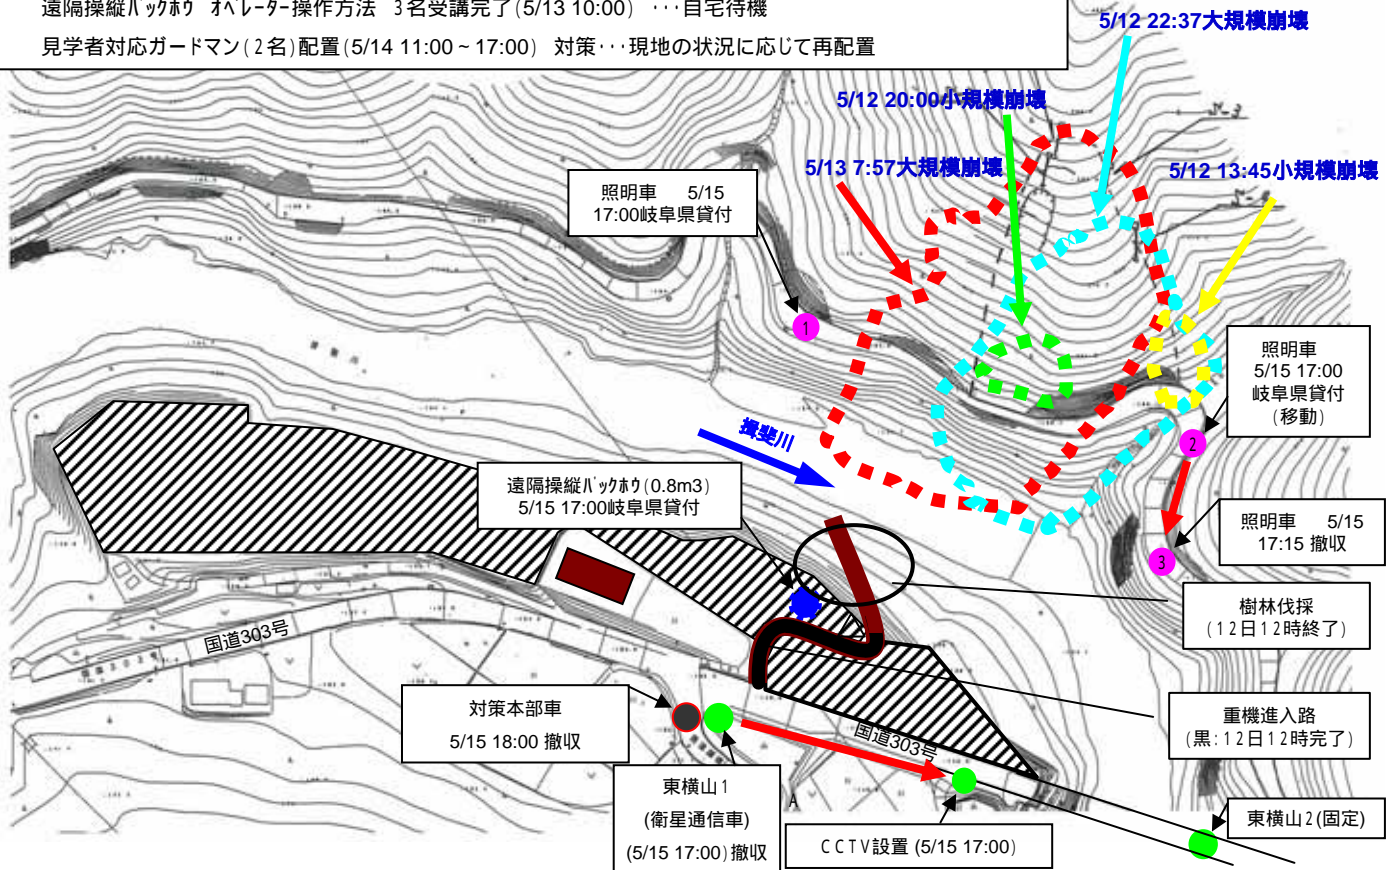 遠隔操縦バックホウ オペレーター操作方法 3名受講完了(5/13 10:00) ･･･自宅待機
見学者対応ガードマン(2名)配置(5/14 11:00~17:00) 対策･･･現地の状況に応じて再配置
5/12 22:37大規模崩壊
5/12 20:00小規模崩壊
5/13 7:57大規模崩壊
5/12 13:45小規模崩壊
照明車 5/15
17:00岐阜県貸付
1
照明車
5/15 17:00
岐阜県貸付
(移動)
2
揖斐川
遠隔操縦バックホウ(0.8m3)
5/15 17:00岐阜県貸付
照明車 5/15
17:15 撤収
3
樹林伐採
(12日12時終了)
国道303号
対策本部車
5/15 18:00 撤収
重機進入路
(黒:12日12時完了)
国道303号
東横山1
(衛星通信車)
(5/15 17:00)撤収
A
CCTV設置 (5/15 17:00)
東横山2(固定)